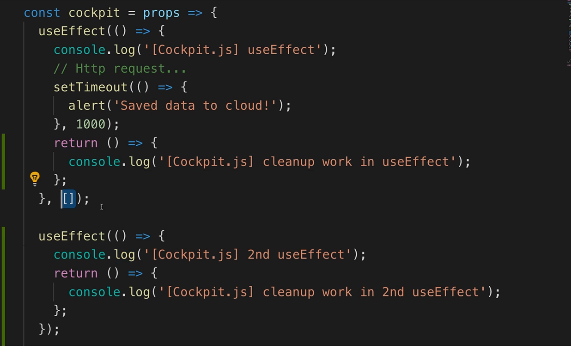 const cockpit = props => {
useEffect(() => {
console.log('[Cockpit.js] useEffect');
// Http request...
setTimeout(() => {
alert('Saved data to cloud!');
}, 1000);
return () => {
console.log('[Cockpit.js] cleanup work in useEffect');
};
}, []);
useEffect(() => {
console.log('[Cockpit.js] 2nd useEffect');
return () => {
console.log('[Cockpit.js] cleanup work in 2nd useEffect');
};
});